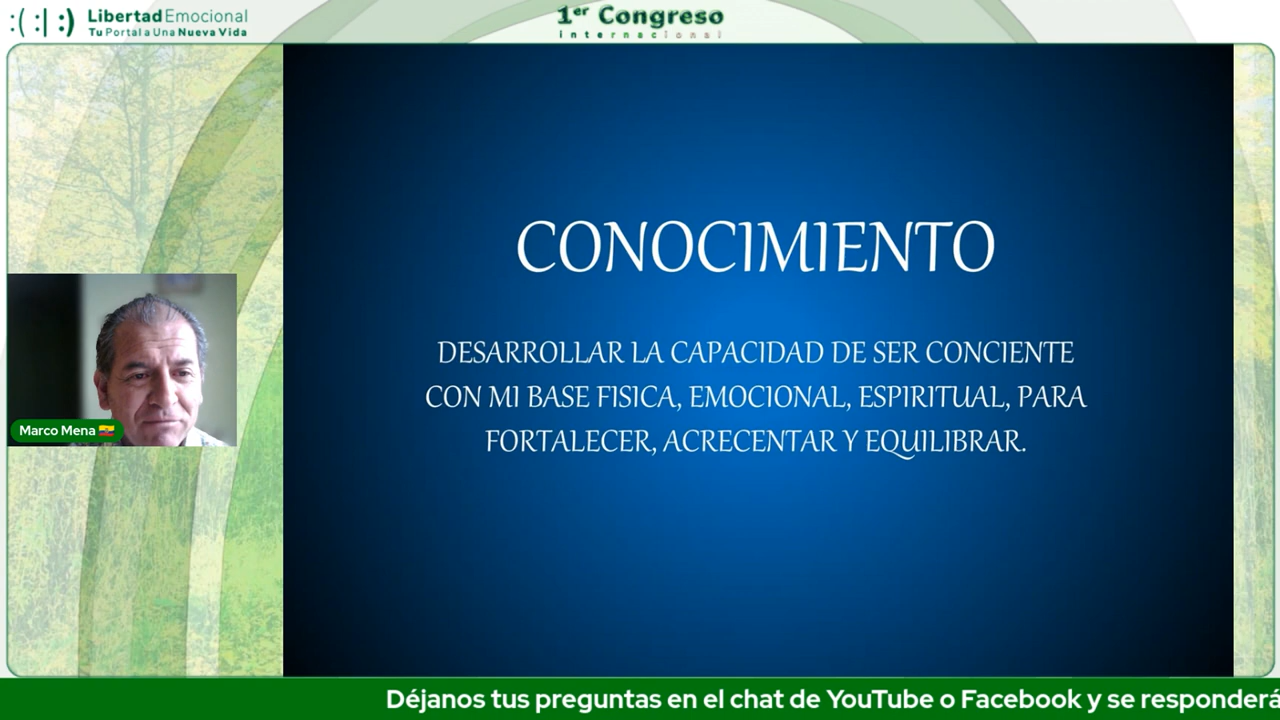 :( :| :) LibertadEmocional
Tu Portal a Una Nueva Vida
1er Congreso
internacional
CONOCIMIENTO
DESARROLLAR LA CAPACIDAD DE SER CONCIENTE
CON MI BASE FISICA, EMOCIONAL, ESPIRITUAL, PARA
FORTALECER, ACRECENTAR Y EQUILIBRAR.
Marco Mena
Déjanos tus preguntas en el chat de YouTube o Facebook y se responderá